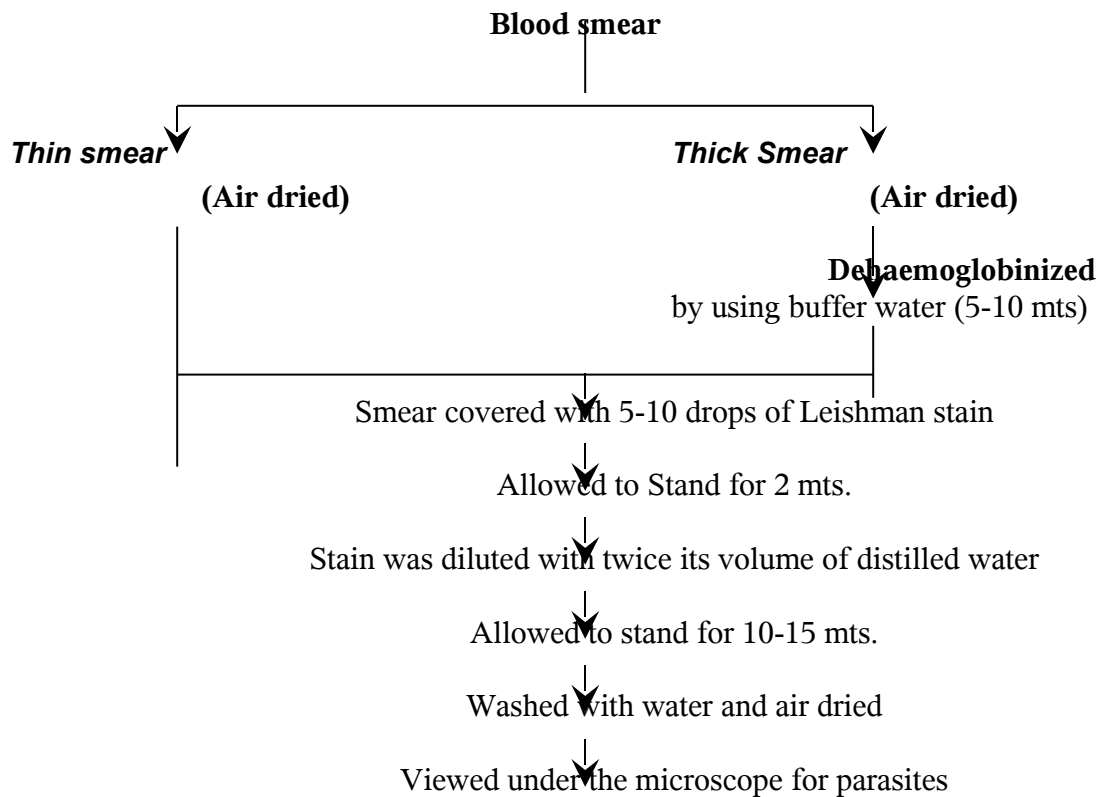 Blood smear
Thin smear
Thick Smear
(Air dried)
(Air dried)
Dehaemoglobinized
by using buffer water (5-10 mts)
Smear covered with 5-10 drops of Leishman stain
Allowed to Stand for 2 mts.
Stain was diluted with twice its volume of distilled water
Allowed to stand for 10-15 mts.
Washed with water and air dried
Viewed under the microscope for parasites